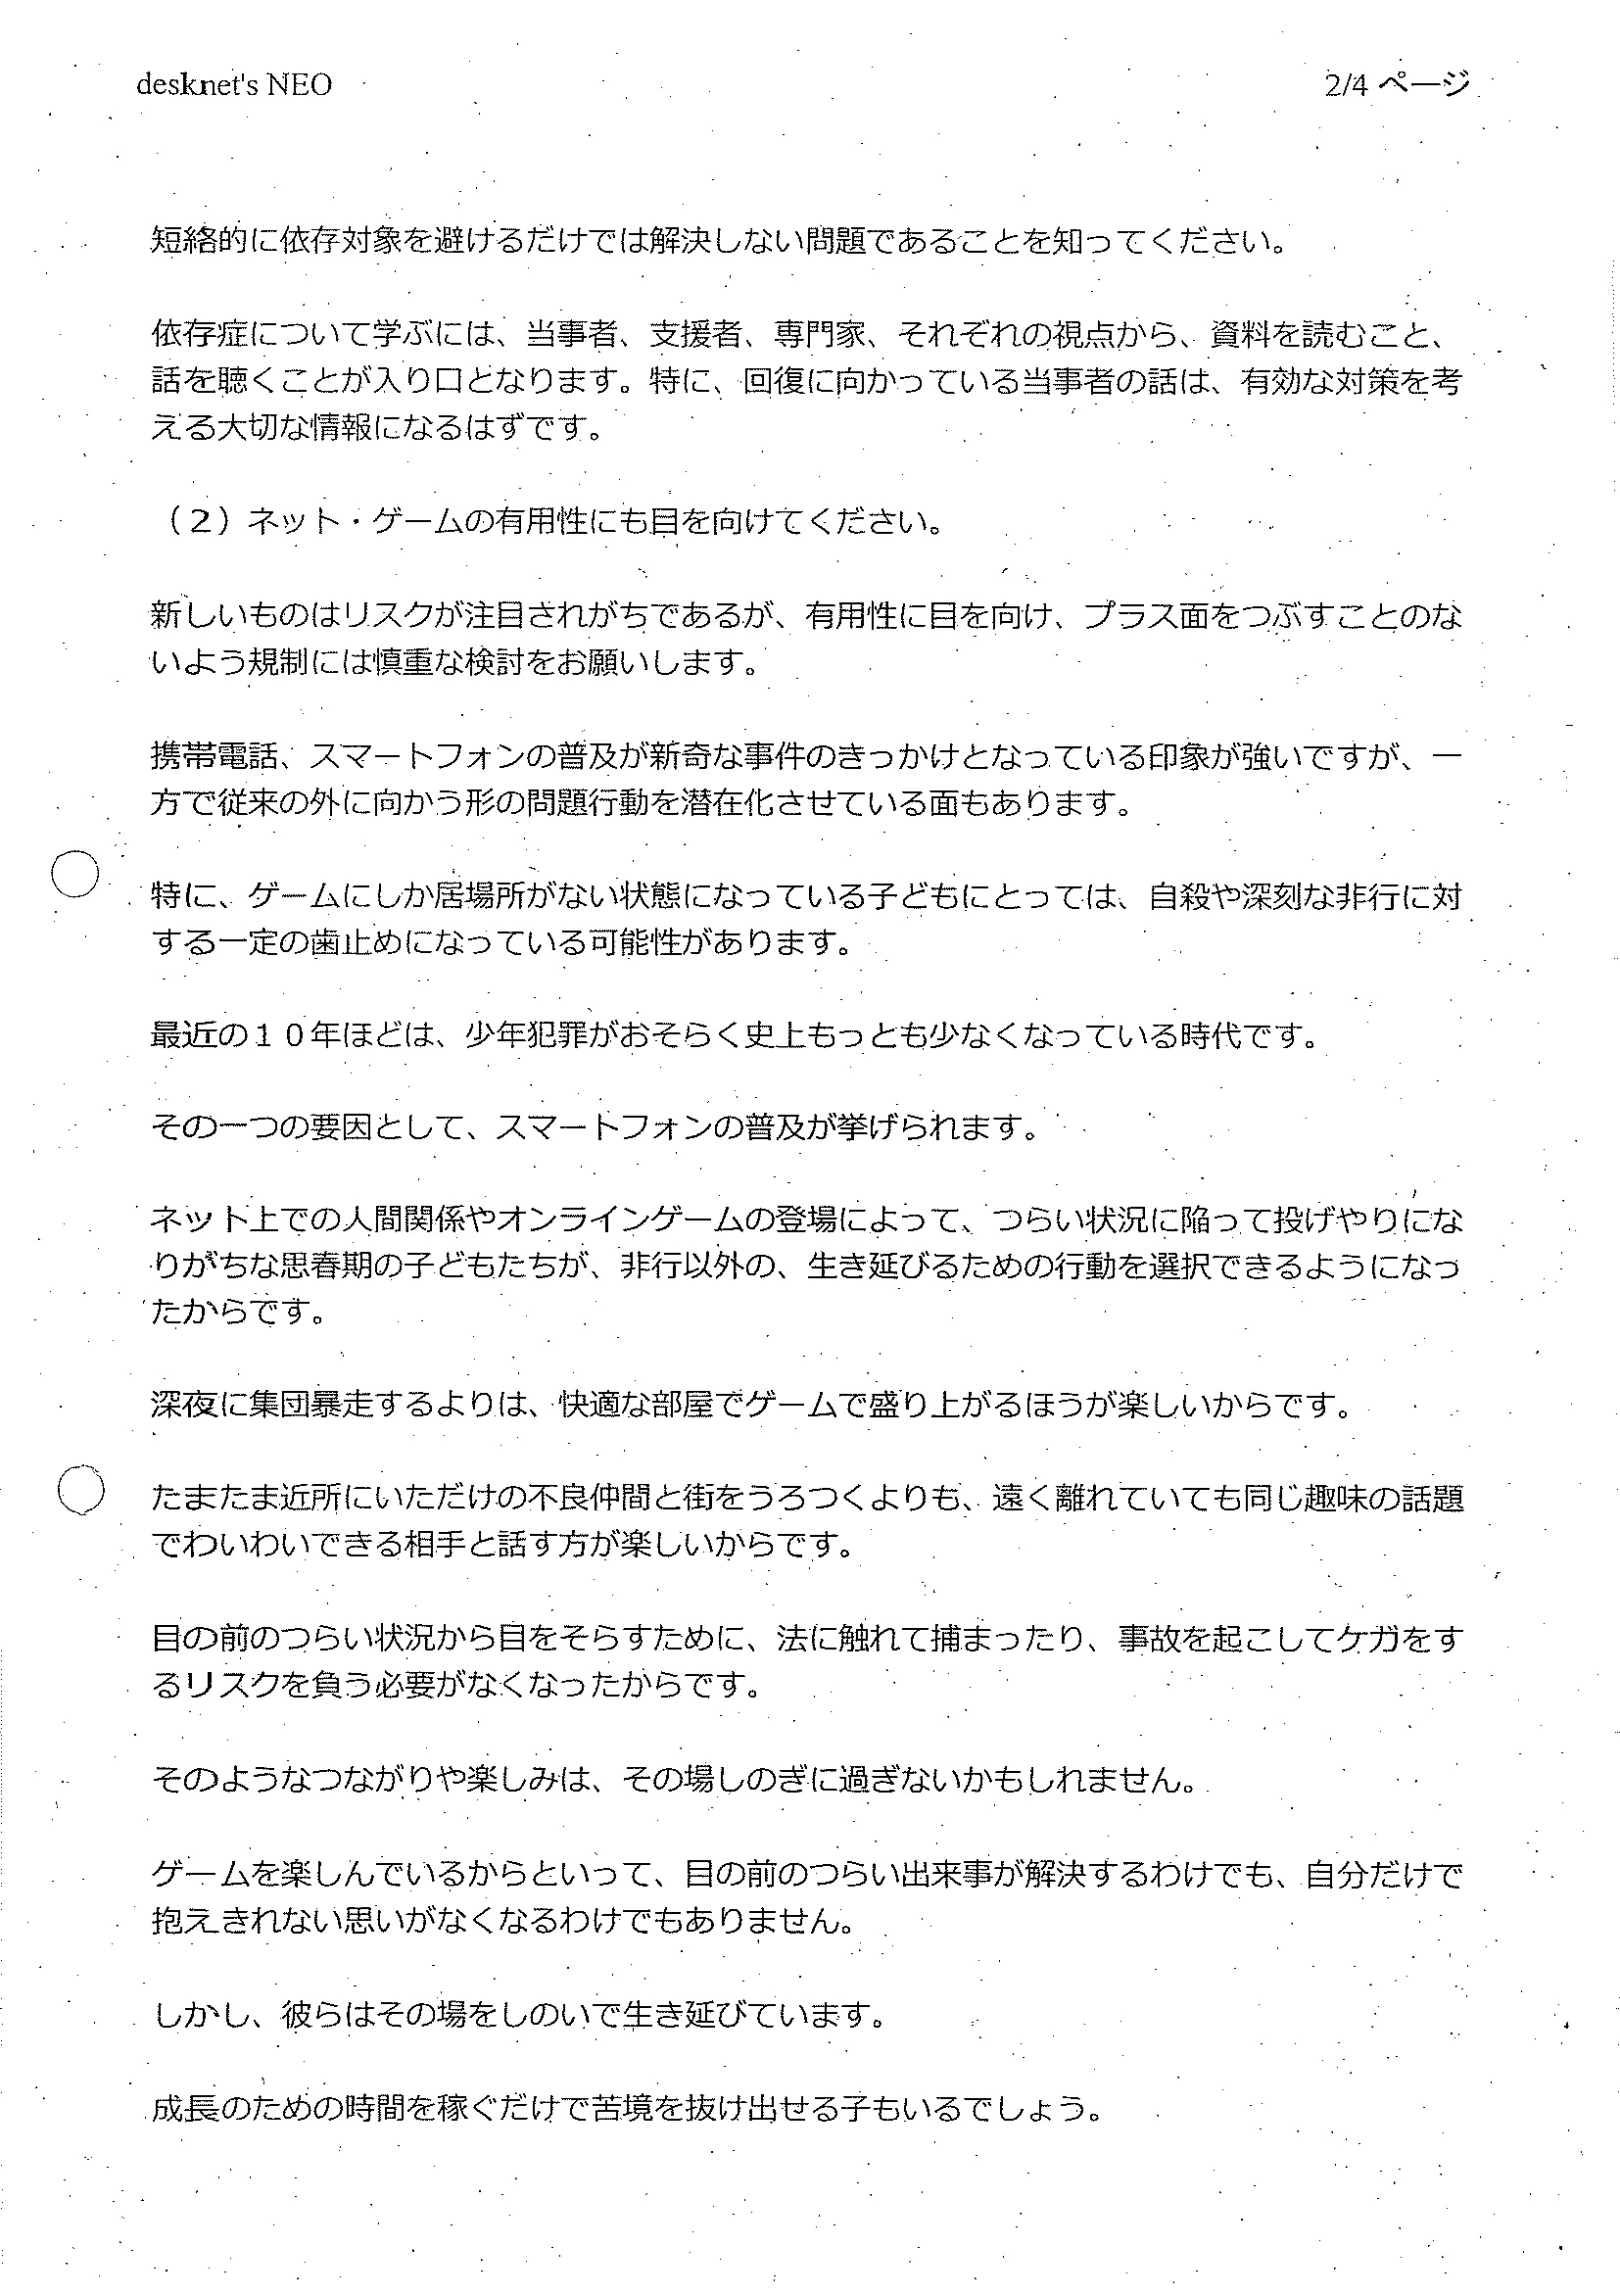 desknet's NEO
2/4 ページ
短絡的に依存対象を避けるだけでは解決しない問題であることを知ってください。
依存症について学ぶには、当事者、支援者、専門家、それぞれの視点から、資料を読むこと、
話を聴くことが入り口となります。特に、回復に向かっている当事者の話は、有効な対策を考
える大切な情報になるはずです。
（２）ネット・ゲームの有用性にも目を向けてください。
新しいものはリスクが注目されがちであるが、有用性に目を向け、プラス面をつぶすことのな
いよう規制には慎重な検討をお願いします。
携帯電話、スマートフォンの普及が新奇な事件のきっかけとなっている印象が強いですが、一
方で従来の外に向かう形の問題行動を潜在化させている面もあります。
特に、ゲームにしか居場所がない状態になっている子どもにとっては、自殺や深刻な非行に対
する一定の歯止めになっている可能性があります。
最近の１０年ほどは、少年犯罪がおそらく史上もっとも少なくなっている時代です。
その一つの要因として、スマートフォンの普及が挙げられます。
ネット上での人間関係やオンラインゲームの登場によって、つらい状況に陥って投げやりにな
りがちな思春期の子どもたちが、非行以外の、生き延びるための行動を選択できるようになっ
たからです。
深夜に集団暴走するよりは、快適な部屋でゲームで盛り上がるほうが楽しいからです。
たまたま近所にいただけの不良仲間と街をうろつくよりも、遠く離れていても同じ趣味の話題
でわいわいできる相手と話す方が楽しいからです。
目の前のつらい状況から目をそらすために、法に触れて捕まったり、事故を起こしてケガをす
るリスクを負う必要がなくなったからです。
そのようなつながりや楽しみは、その場しのぎに過ぎないかもしれません。
ゲームを楽しんでいるからといって、目の前のつらい出来事が解決するわけでも、自分だけで
抱えきれない思いがなくなるわけでもありません。
しかし、彼らはその場をしのいで生き延びています。
成長のための時間を稼ぐだけで苦境を抜け出せる子もいるでしょう。